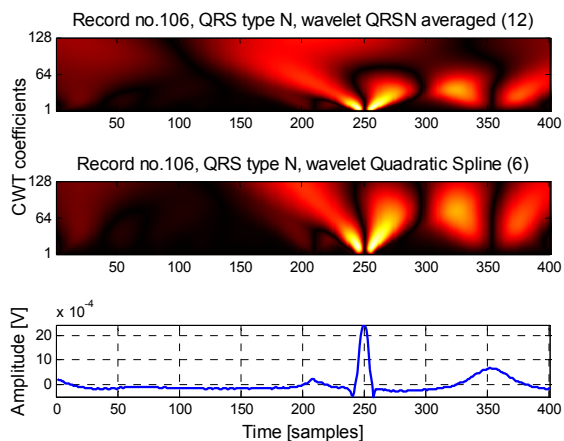 Record no.106, QRS type N, wavelet QRSN averaged (12)
128
64
1
50 100 150 200 250 300 350 400
CWT coefficients
Record no.106, QRS type N, wavelet Quadratic Spline (6)
128
64
1
50 100 150 200 250 300 350 400
x 10-4
Amplitude [V]
20
10
0
0 50 100 150 200 250 300 350 400
Time [samples]